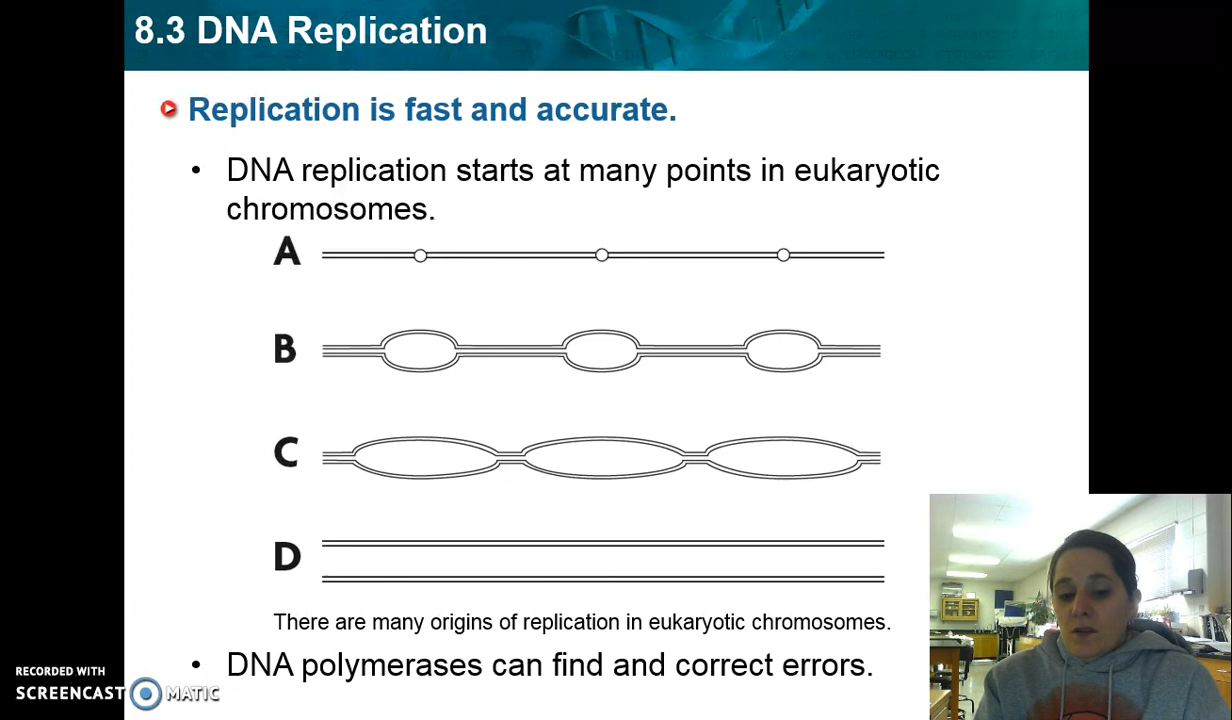 8.3 DNA Replication
Replication is fast and accurate.
• DNA replication starts at many points in eukaryotic
chromosomes.
A
B
C
D
There are many origins of replication in eukaryotic chromosomes.
• DNA polymerases can find and correct errors.
RECORDED WITH
SCREENCAST MATIC